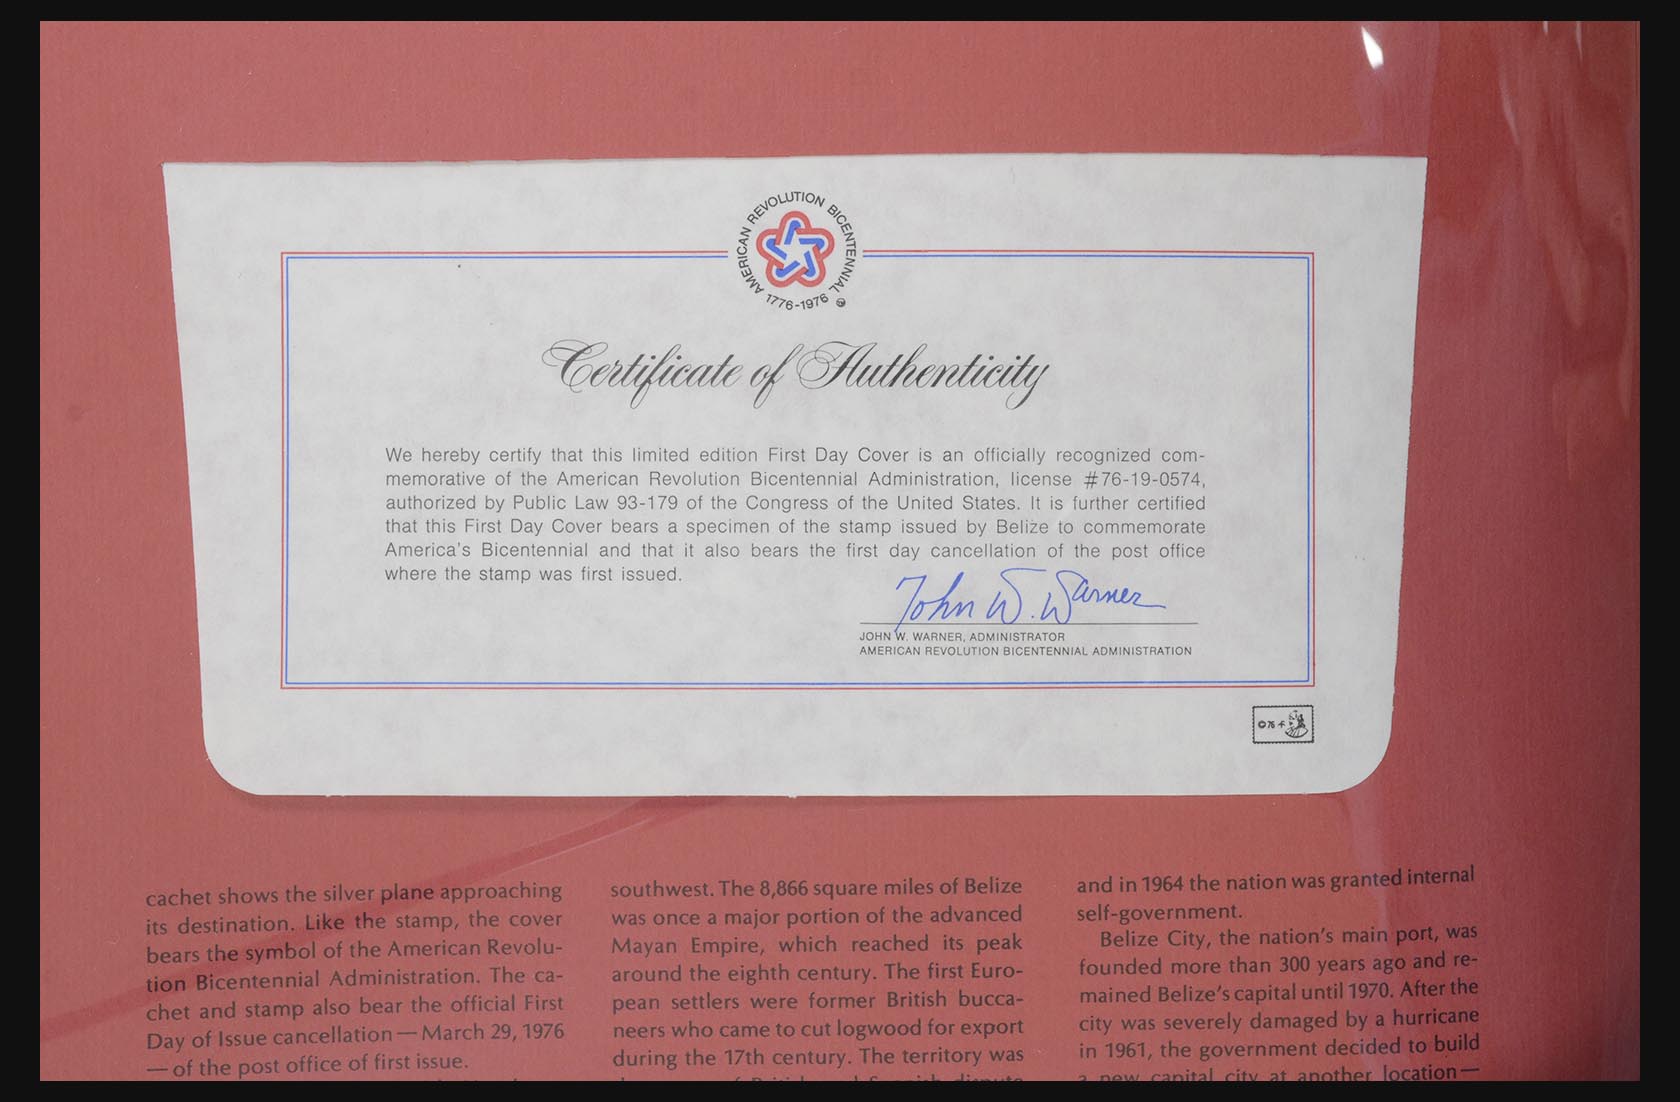 AMERICAN REVOLUTION BICENTENNIAL
1776-1976
Certificate of Authenticity
We hereby certify that this limited edition First Day Cover is an officially recognized com-
memorative of the American Revolution Bicentennial Administration, license #76-19-0574,
authorized by Public Law 93-179 of the Congress of the United States. It is further certified
that this First Day Cover bears a specimen of the stamp issued by Belize to commemorate
America's Bicentennial and that it also bears the first day cancellation of the post office
where the stamp was first issued.
John W. Warner
JOHN W. WARNER, ADMINISTRATOR
AMERICAN REVOLUTION BICENTENNIAL ADMINISTRATION
©76
cachet shows the silver plane approaching
its destination. Like the stamp, the cover
bears the symbol of the American Revolu-
tion Bicentennial Administration. The ca-
chet and stamp also bear the official First
Day of Issue cancellation — March 29, 1976
— of the post office of first issue.
southwest. The 8,866 square miles of Belize
was once a major portion of the advanced
Mayan Empire, which reached its peak
around the eighth century. The first Euro-
pean settlers were former British bucca-
neers who came to cut logwood for export
during the 17th century. The territory was
and in 1964 the nation was granted internal
self-government.
Belize City, the nation's main port, was
founded more than 300 years ago and re-
mained Belize's capital until 1970. After the
city was severely damaged by a hurricane
in 1961, the government decided to build
a new capital city at another location—